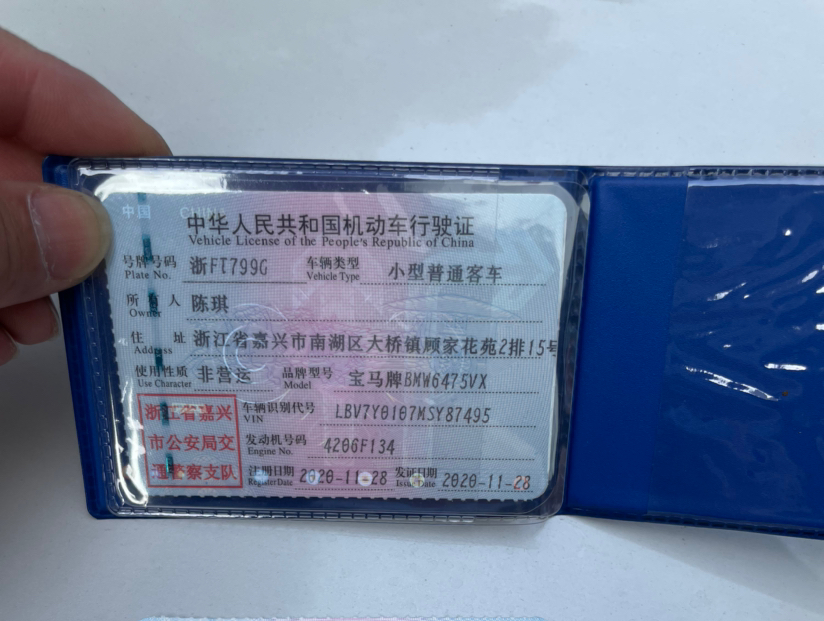 中国 CHINA
中华人民共和国机动车行驶证
Vehicle License of the People's Republic of China
号牌号码 浙FT799G 车辆类型 小型普通客车
Plate No. Vehicle Type
所有人 陈琪
Owner
住址 浙江省嘉兴市南湖区大桥镇顾家花苑2排15号
Address
使用性质 非营运 品牌型号 宝马牌BMW6475VX
Use Character Model
浙江省嘉兴
市公安局交
通警察支队
车辆识别代号 LBV7Y0107MSY87495
VIN
发动机号码 4206F134
Engine No.
注册日期 2020-11-28 发证日期 2020-11-28
Register Date Issue Date